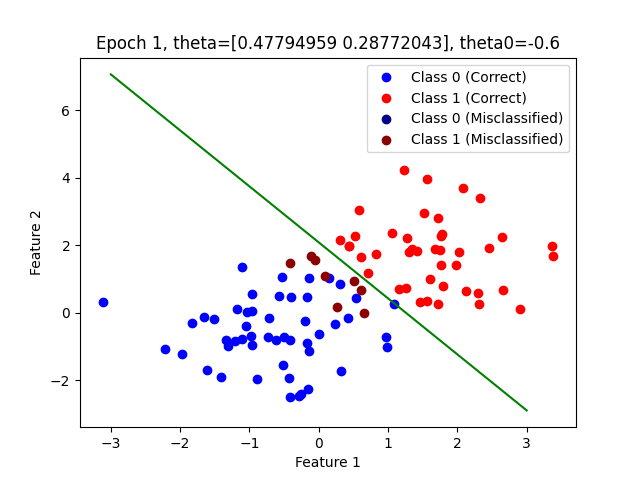 Epoch 1, theta=[0.47794959 0.28772043], theta0=-0.6
Class 0 (Correct)
Class 1 (Correct)
Class 0 (Misclassified)
Class 1 (Misclassified)
6
4
2
0
−2
Feature 2
−3 −2 −1 0 1 2 3
Feature 1